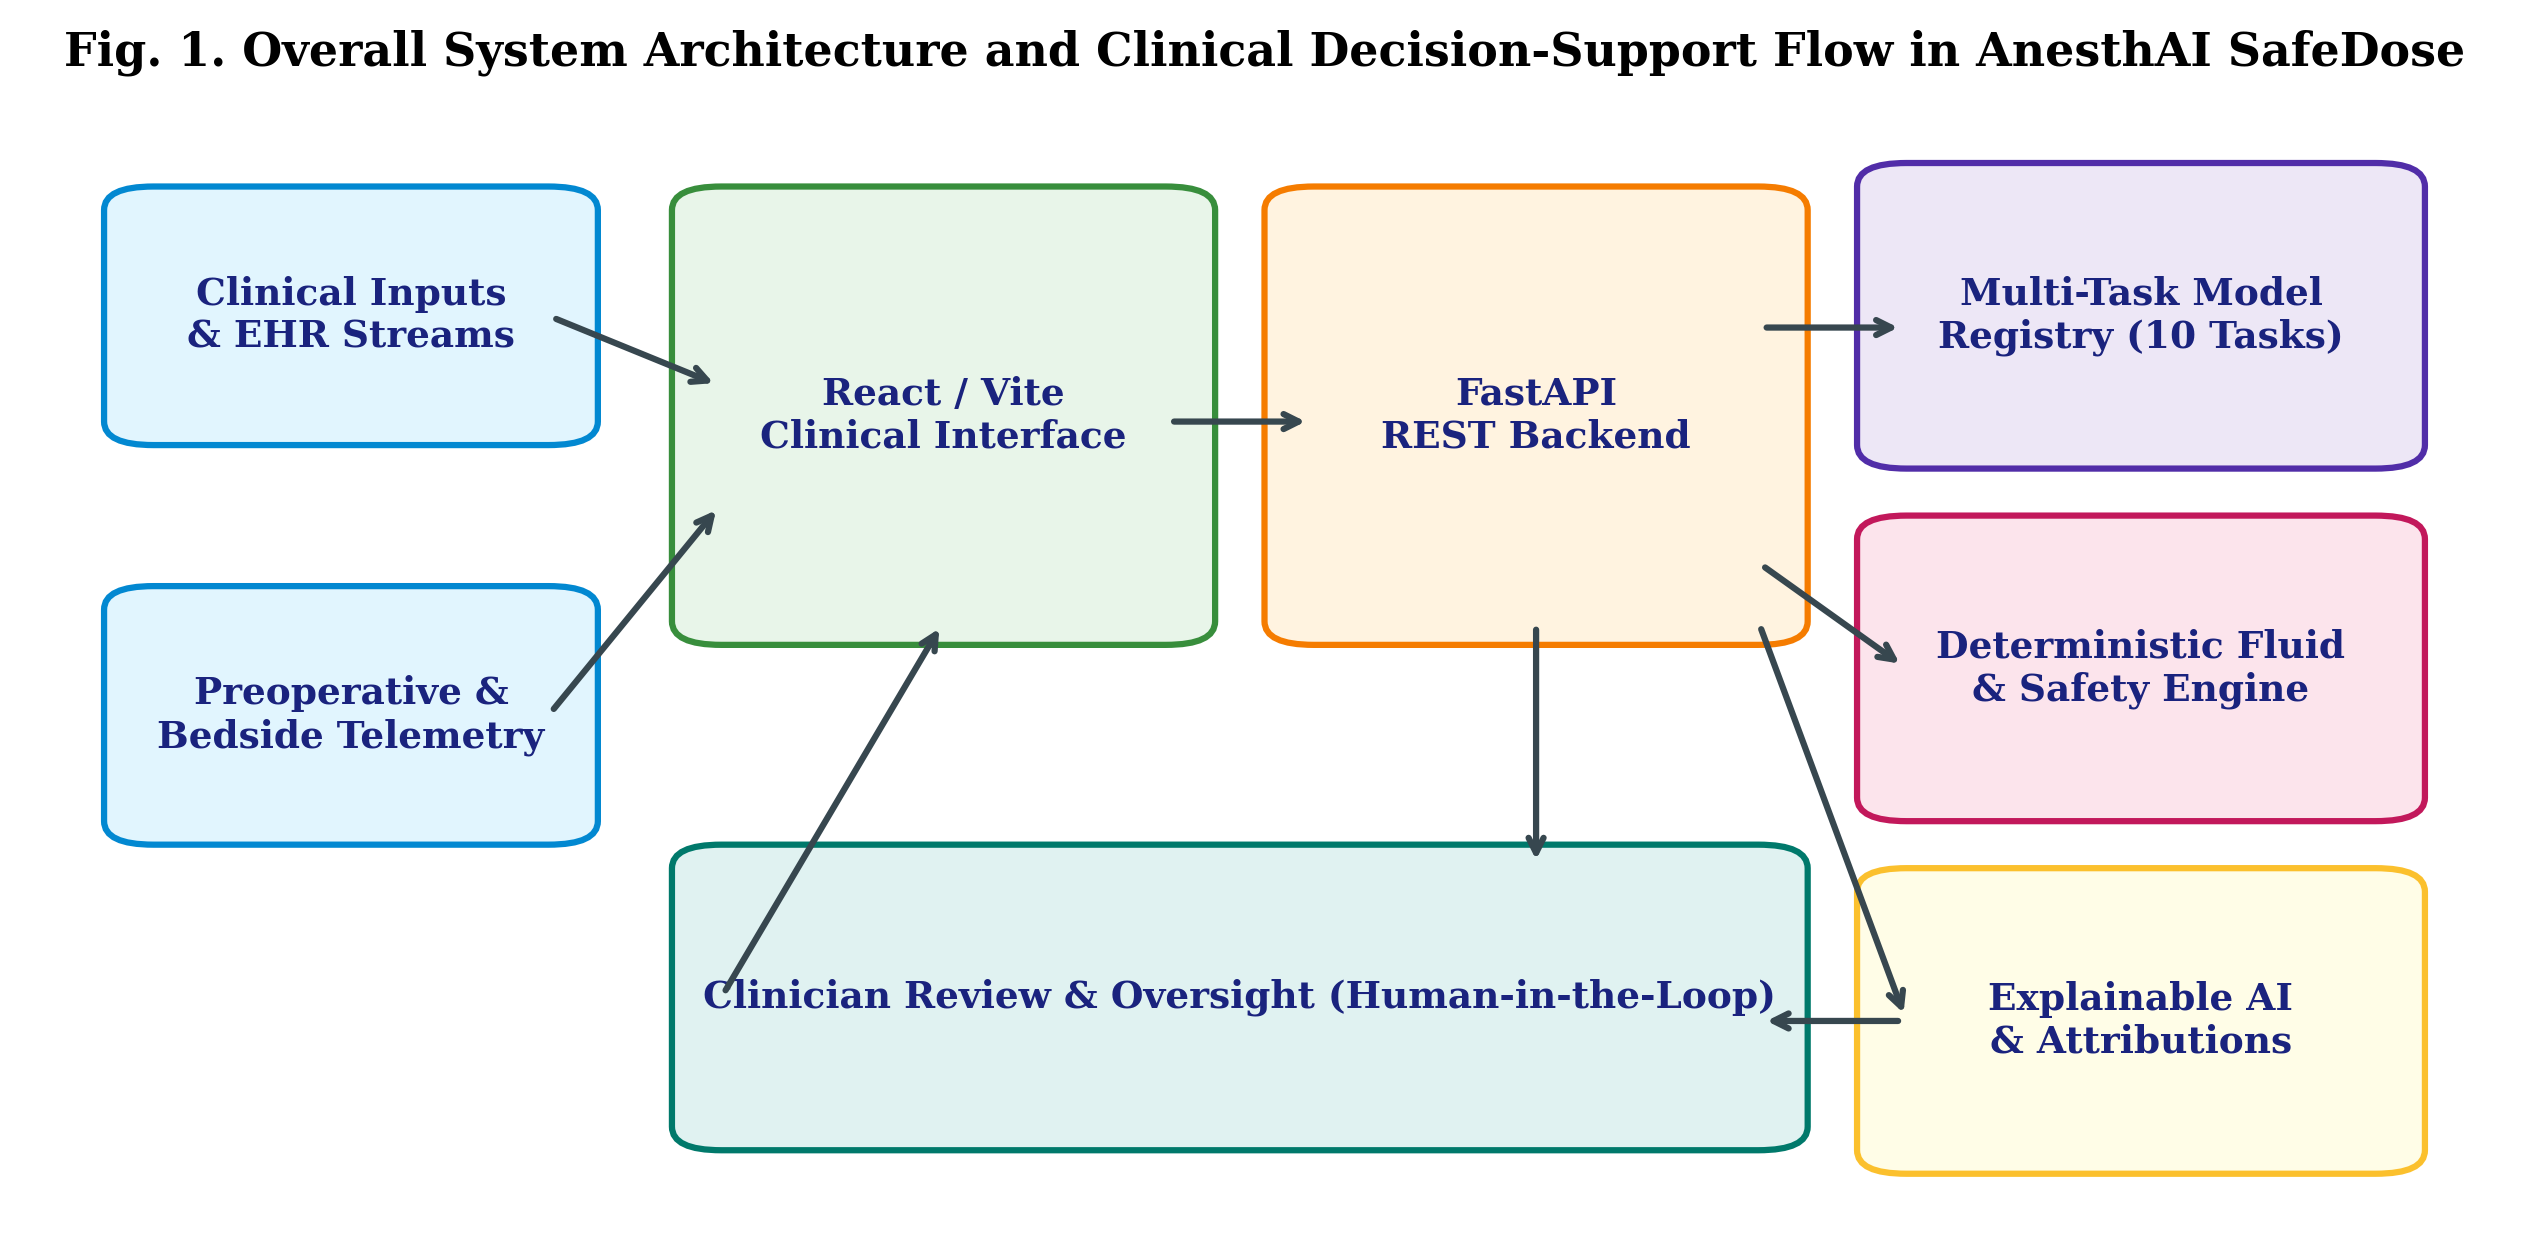 Fig. 1. Overall System Architecture and Clinical Decision-Support Flow in AnesthAI SafeDose
Clinical Inputs
& EHR Streams
Preoperative &
Bedside Telemetry
React / Vite
Clinical Interface
FastAPI
REST Backend
Multi-Task Model
Registry (10 Tasks)
Deterministic Fluid
& Safety Engine
Clinician Review & Oversight (Human-in-the-Loop)
Explainable AI
& Attributions